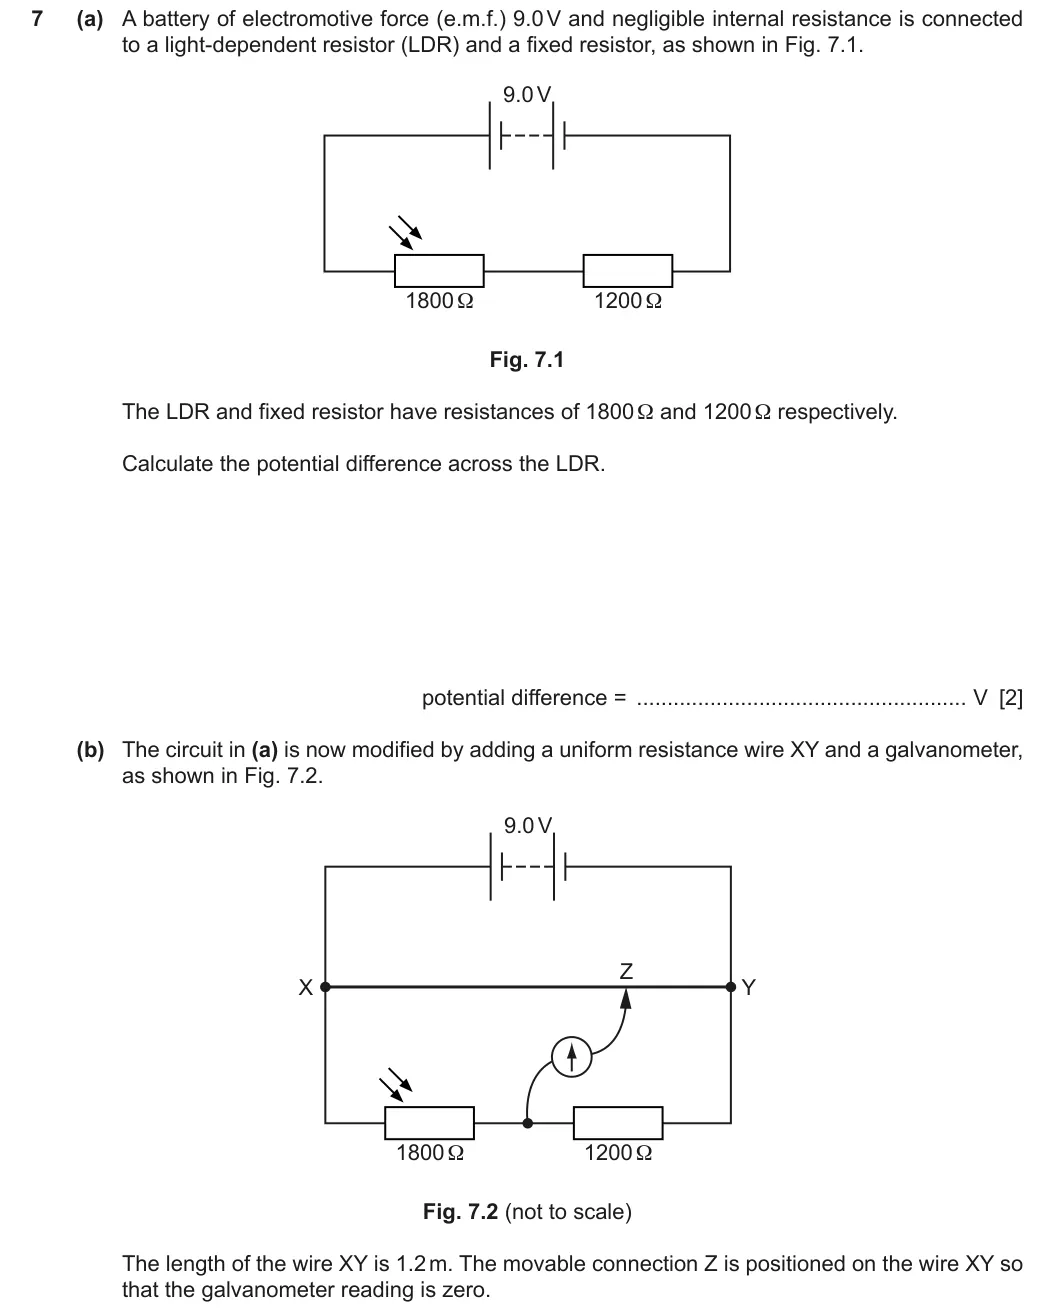 7 (a) A battery of electromotive force (e.m.f.) 9.0 V and negligible internal resistance is connected
to a light-dependent resistor (LDR) and a fixed resistor, as shown in Fig. 7.1.
9.0 V
1800 Ω 1200 Ω
Fig. 7.1
The LDR and fixed resistor have resistances of 1800 Ω and 1200 Ω respectively.
Calculate the potential difference across the LDR.
potential difference = ...................................................... V [2]
(b) The circuit in (a) is now modified by adding a uniform resistance wire XY and a galvanometer,
as shown in Fig. 7.2.
9.0 V
Z
X Y
1800 Ω 1200 Ω
Fig. 7.2 (not to scale)
The length of the wire XY is 1.2 m. The movable connection Z is positioned on the wire XY so
that the galvanometer reading is zero.